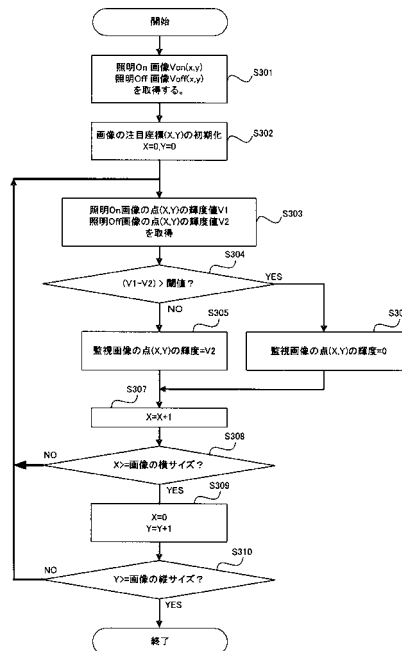 開始
照明On 画像Von(x,y)
照明Off 画像Voff(x,y)
を取得する。
S301
画像の注目座標(X,Y)の初期化
X=0,Y=0
S302
照明On画像の点(X,Y)の輝度値V1
照明Off画像の点(X,Y)の輝度値V2
を取得
S303
S304
(V1-V2) > 閾値?
YES
NO
S305
監視画像の点(X,Y)の輝度=V2
S30
監視画像の点(X,Y)の輝度=0
S307
X=X+1
S308
NO
X>=画像の横サイズ?
YES
S309
X=0
Y=Y+1
S310
NO
Y>=画像の縦サイズ?
YES
終了